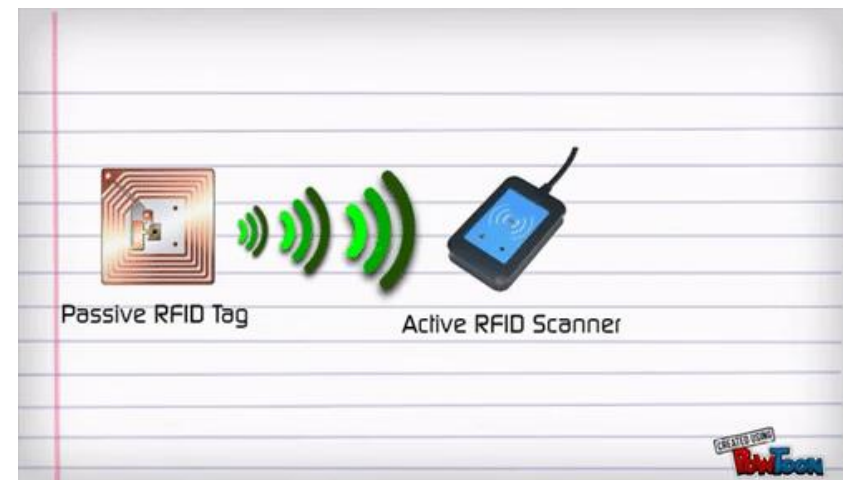 Passive RFID Tag
Active RFID Scanner
CREATED USING
POWTOON